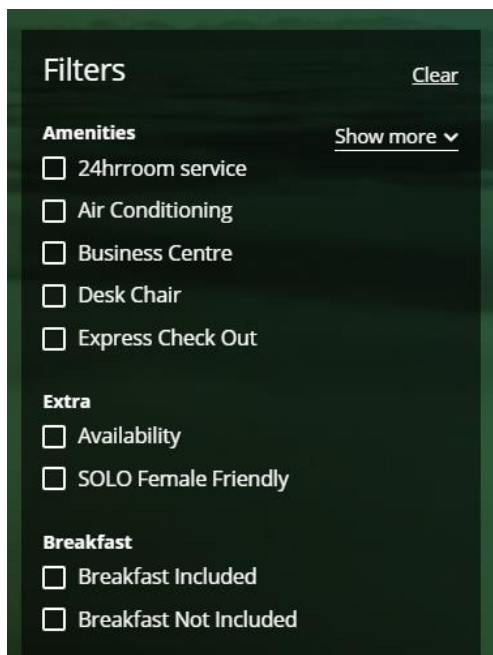 Filters
Clear
Amenities
Show more
24hrroom service
Air Conditioning
Business Centre
Desk Chair
Express Check Out
Extra
Availability
SOLO Female Friendly
Breakfast
Breakfast Included
Breakfast Not Included